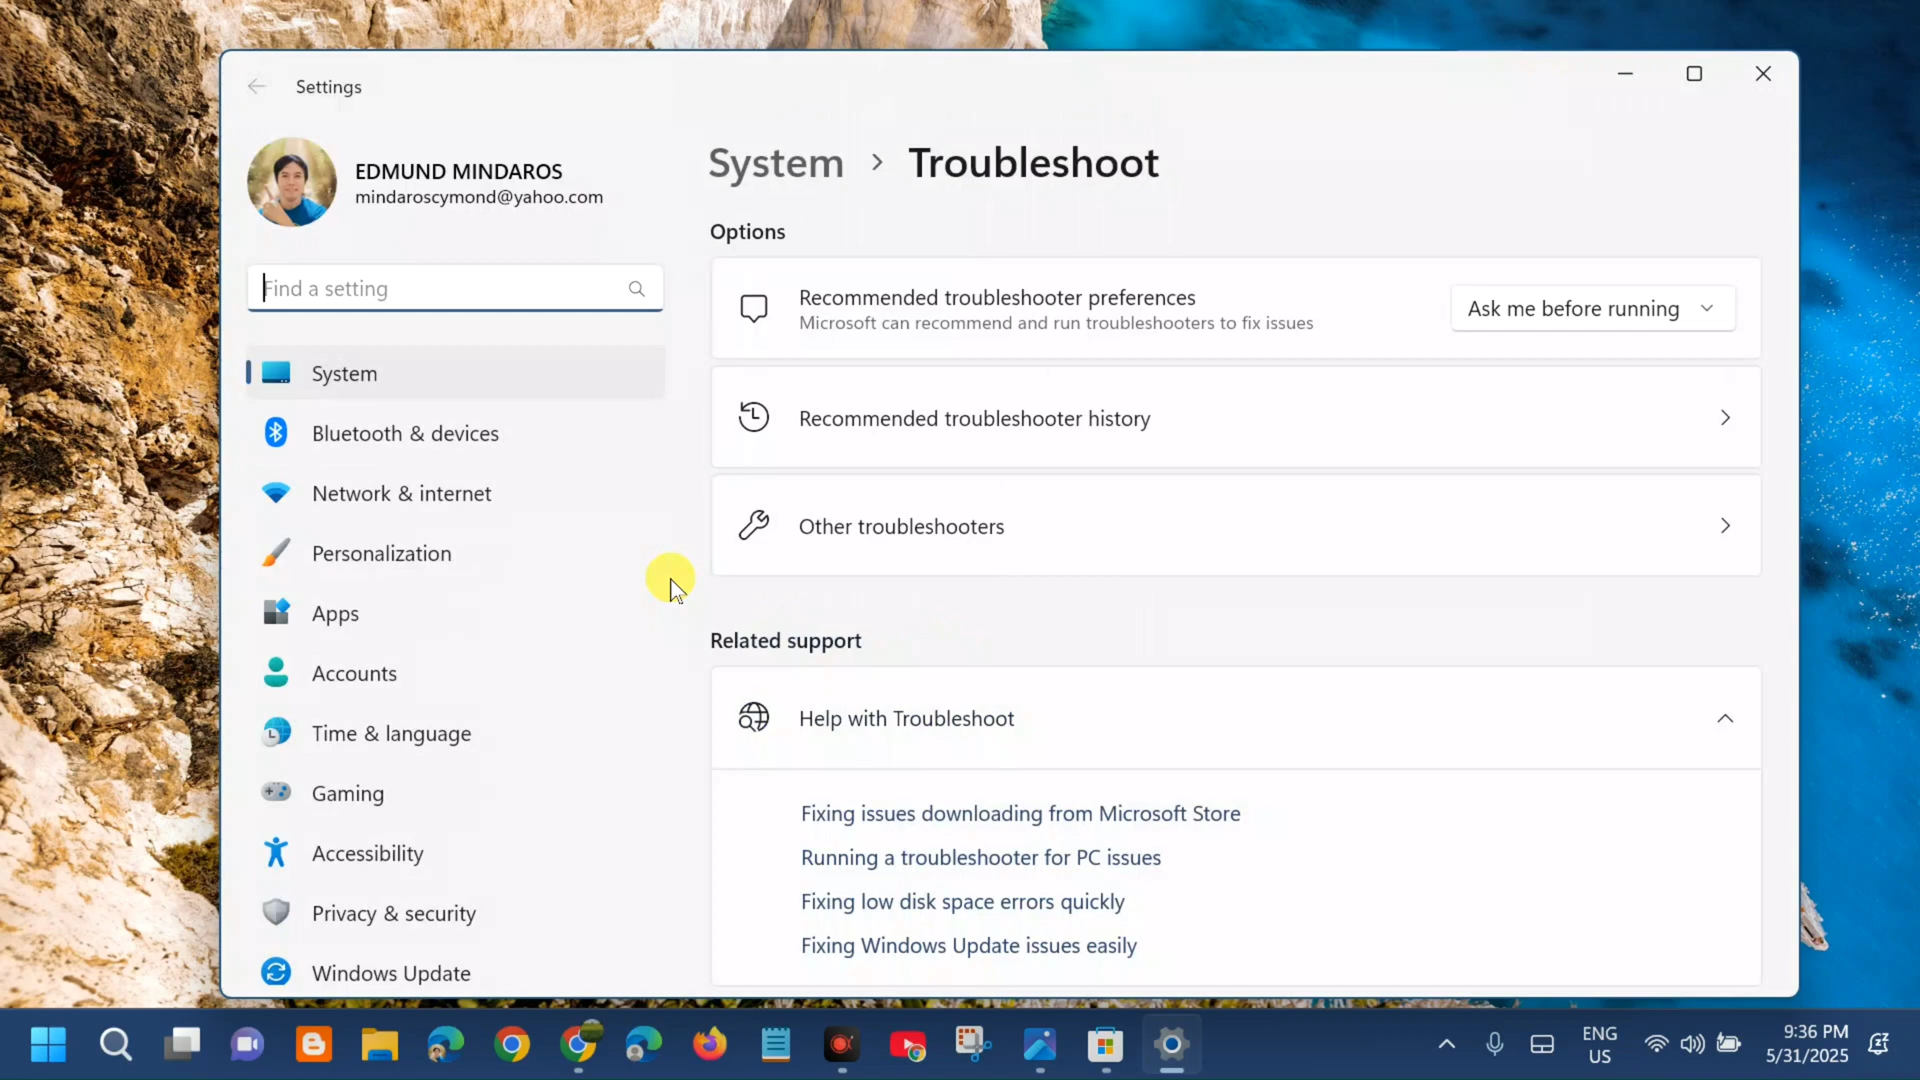 Settings
EDMUND MINDAROS
mindaroscymond@yahoo.com
Find a setting
System
Bluetooth & devices
Network & internet
Personalization
Apps
Accounts
Time & language
Gaming
Accessibility
Privacy & security
Windows Update
System > Troubleshoot
Options
Recommended troubleshooter preferences
Microsoft can recommend and run troubleshooters to fix issues
Ask me before running
Recommended troubleshooter history
Other troubleshooters
Related support
Help with Troubleshoot
Fixing issues downloading from Microsoft Store
Running a troubleshooter for PC issues
Fixing low disk space errors quickly
Fixing Windows Update issues easily
ENG
US
9:36 PM
5/31/2025